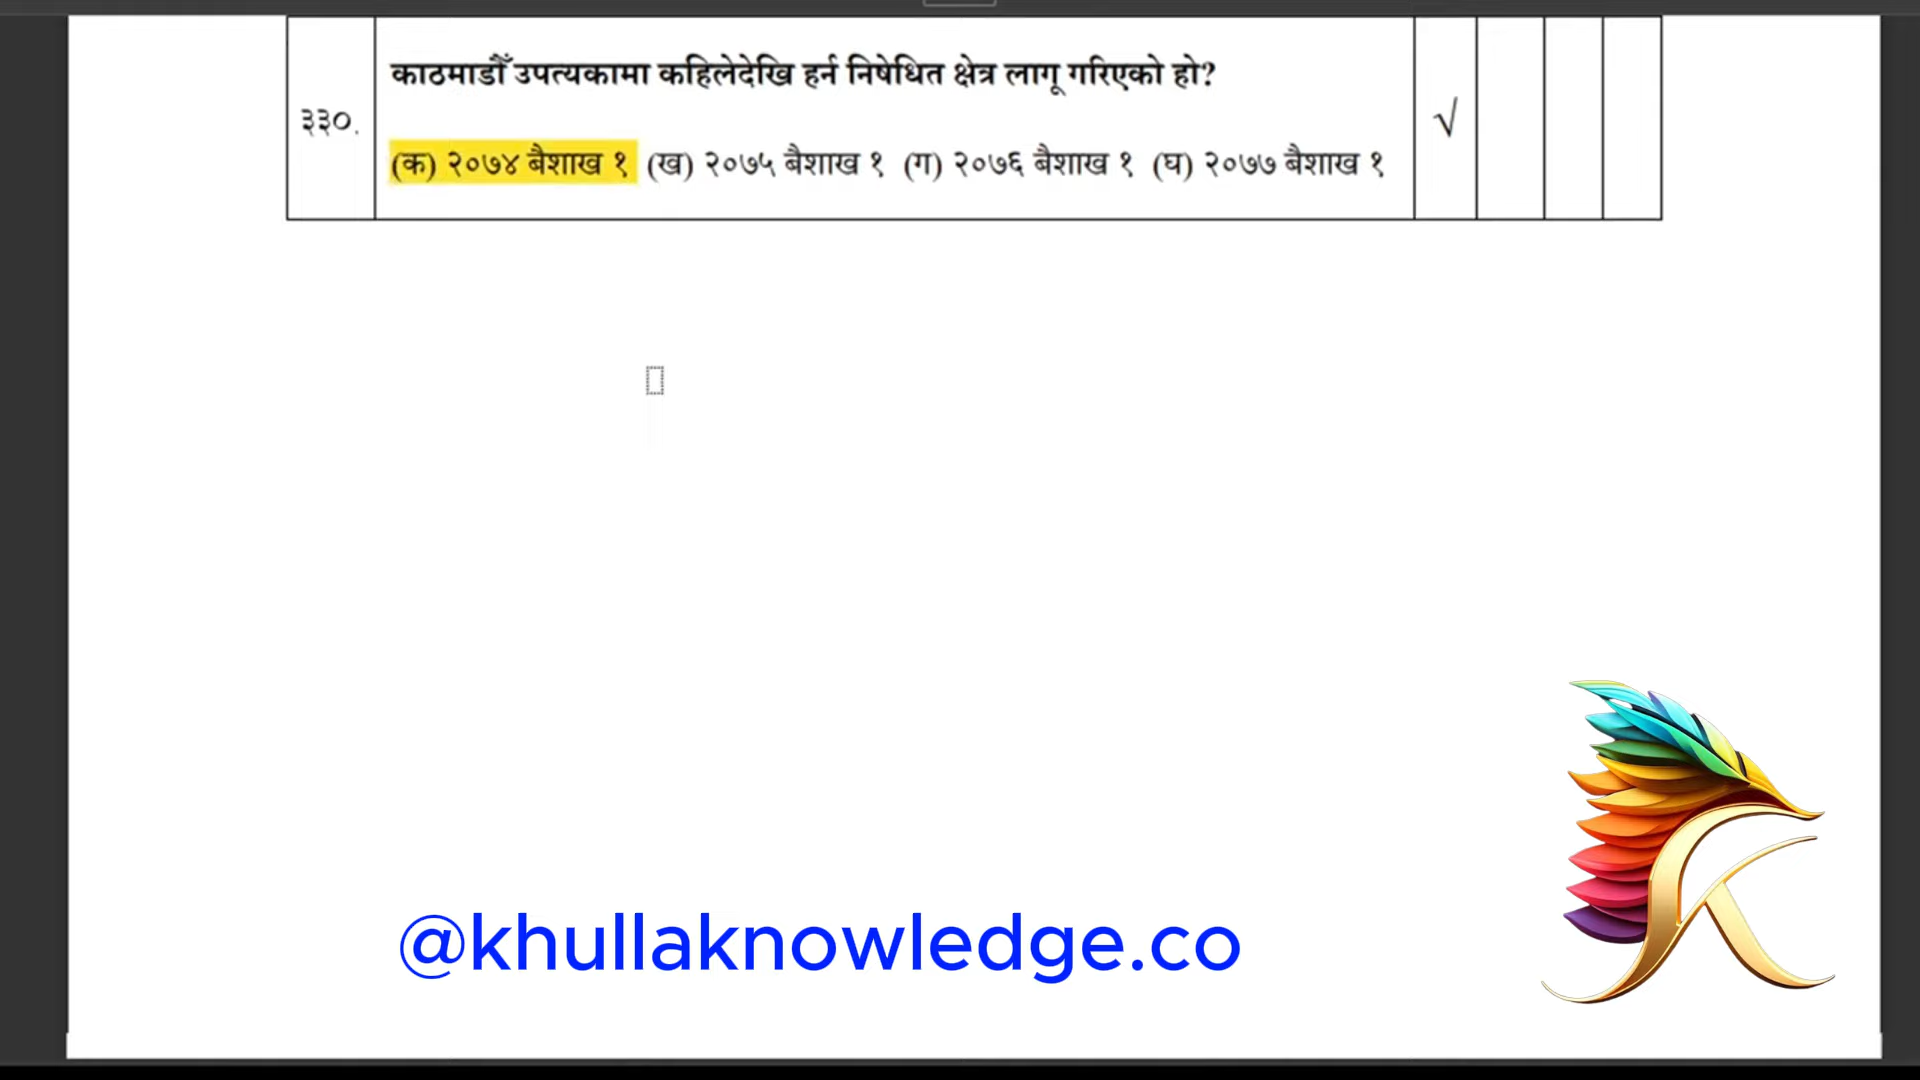 काठमाडौँ उपत्यकामा कहिलेदेखि हर्न निषेधित क्षेत्र लागू गरिएको हो?
३३०.
(क) २०७४ बैशाख १ (ख) २०७५ बैशाख १ (ग) २०७६ बैशाख १ (घ) २०७७ बैशाख १
√
@khullaknowledge.co